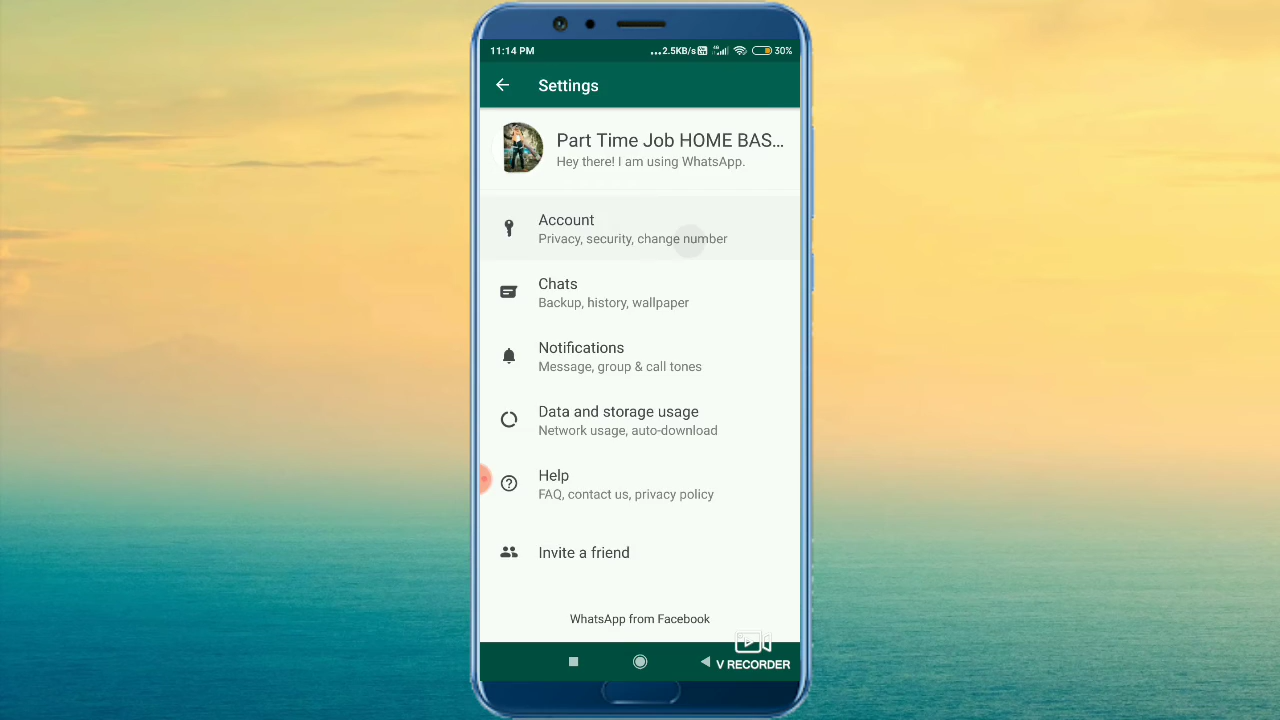 11:14 PM
...2.5KB/s 4G 30%
Settings
Part Time Job HOME BAS...
Hey there! I am using WhatsApp.
Account
Privacy, security, change number
Chats
Backup, history, wallpaper
Notifications
Message, group & call tones
Data and storage usage
Network usage, auto-download
Help
FAQ, contact us, privacy policy
Invite a friend
WhatsApp from Facebook
V RECORDER